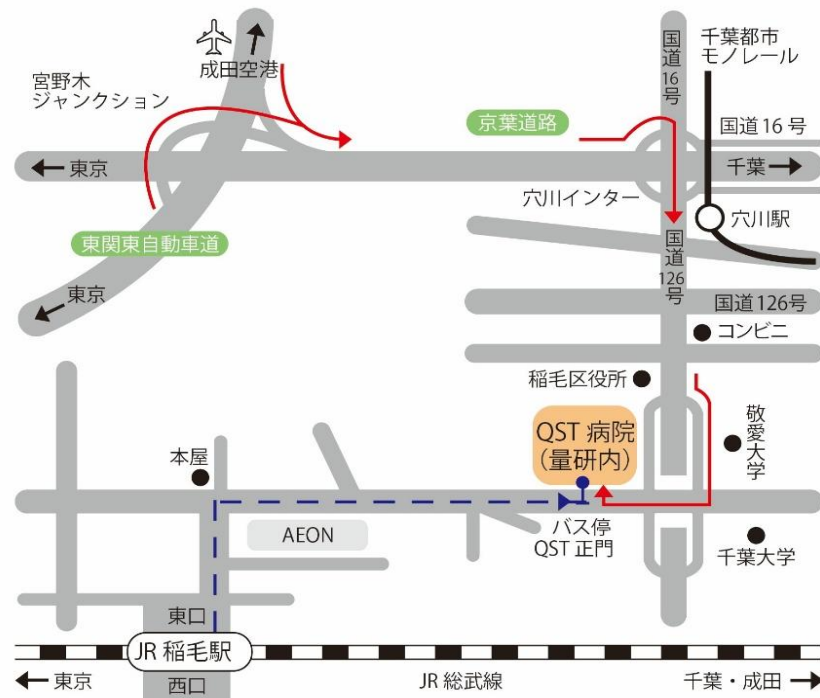 成田空港
宮野木
ジャンクション
国道16号
千葉都市
モノレール
京葉道路
国道16号
東京
千葉
穴川インター
穴川駅
東関東自動車道
国道126号
東京
国道126号
コンビニ
稲毛区役所
敬愛大学
QST 病院
（量研内）
本屋
AEON
バス停
QST 正門
千葉大学
東口
JR 稲毛駅
西口
東京
JR 総武線
千葉・成田